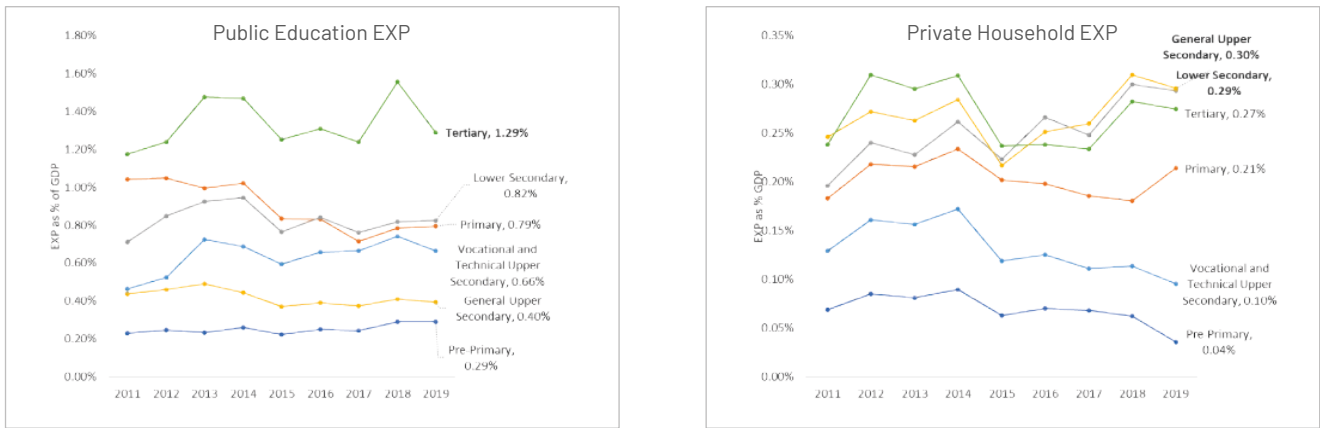 Public Education EXP
1.80%
1.60%
1.40%
1.20%
1.00%
0.80%
0.60%
0.40%
0.20%
0.00%
EXP as % of GDP
2011 2012 2013 2014 2015 2016 2017 2018 2019
Tertiary, 1.29%
Lower Secondary,
0.82%
Primary, 0.79%
Vocational and
Technical Upper
Secondary, 0.66%
General Upper
Secondary, 0.40%
Pre-Primary,
0.29%
Private Household EXP
0.35%
0.30%
0.25%
0.20%
0.15%
0.10%
0.05%
0.00%
EXP as % GDP
2011 2012 2013 2014 2015 2016 2017 2018 2019
General Upper
Secondary, 0.30%
Lower Secondary,
0.29%
Tertiary, 0.27%
Primary, 0.21%
Vocational and
Technical Upper
Secondary, 0.10%
Pre Primary,
0.04%